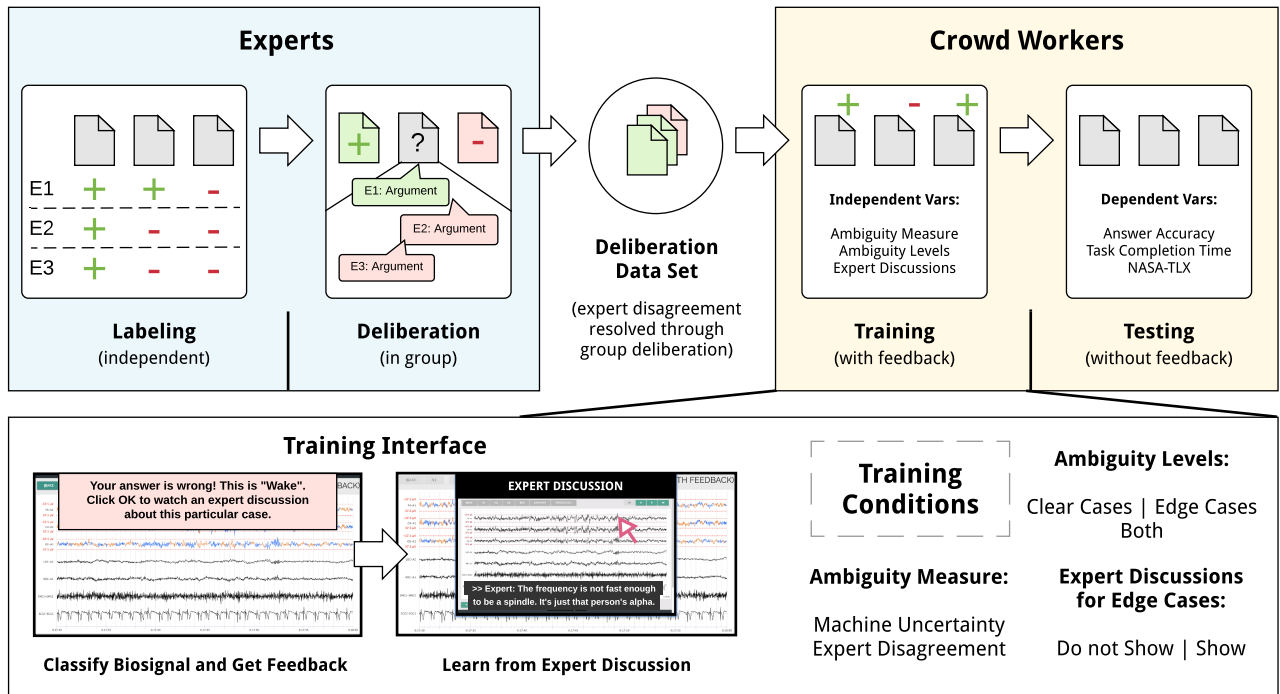 Experts
E1
E2
E3
+ + -
+ - -
+ - -
Labeling
(independent)
+ ? -
E1: Argument
E2: Argument
E3: Argument
Deliberation
(in group)
Deliberation
Data Set
(expert disagreement
resolved through
group deliberation)
Crowd Workers
+ - +
Independent Vars:
Ambiguity Measure
Ambiguity Levels
Expert Discussions
Training
(with feedback)
Dependent Vars:
Answer Accuracy
Task Completion Time
NASA-TLX
Testing
(without feedback)
Training Interface
Your answer is wrong! This is "Wake".
Click OK to watch an expert discussion
about this particular case.
BACK)
Classify Biosignal and Get Feedback
TH FEEDBACK)
EXPERT DISCUSSION
>> Expert: The frequency is not fast enough
to be a spindle. It's just that person's alpha.
Learn from Expert Discussion
Training
Conditions
Ambiguity Levels:
Clear Cases | Edge Cases
Both
Ambiguity Measure:
Machine Uncertainty
Expert Disagreement
Expert Discussions
for Edge Cases:
Do not Show | Show